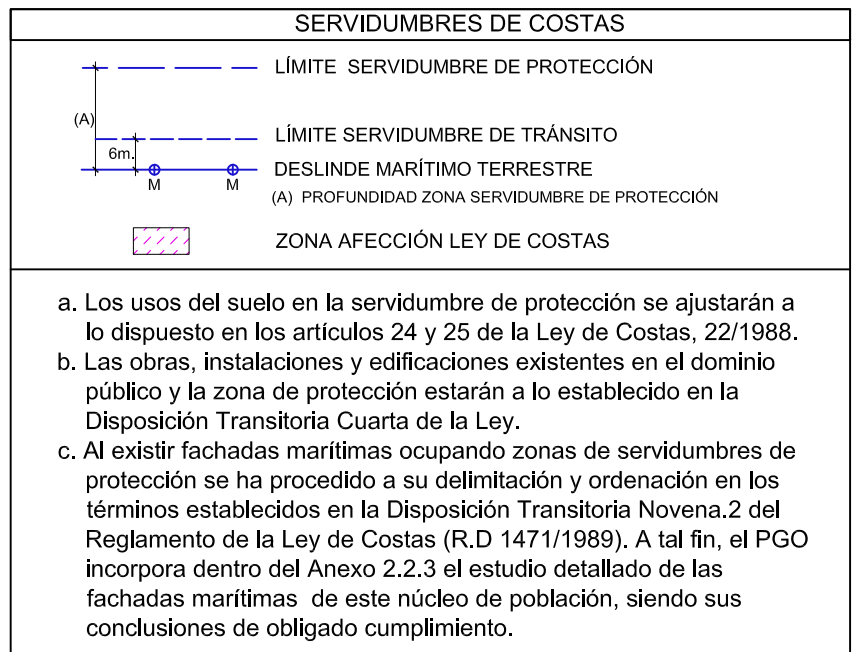 SERVIDUMBRES DE COSTAS
LÍMITE SERVIDUMBRE DE PROTECCIÓN
(A)
LÍMITE SERVIDUMBRE DE TRÁNSITO
6m.
DESLINDE MARÍTIMO TERRESTRE
M M
(A) PROFUNDIDAD ZONA SERVIDUMBRE DE PROTECCIÓN
ZONA AFECCIÓN LEY DE COSTAS
a. Los usos del suelo en la servidumbre de protección se ajustarán a
lo dispuesto en los artículos 24 y 25 de la Ley de Costas, 22/1988.
b. Las obras, instalaciones y edificaciones existentes en el dominio
público y la zona de protección estarán a lo establecido en la
Disposición Transitoria Cuarta de la Ley.
c. Al existir fachadas marítimas ocupando zonas de servidumbres de
protección se ha procedido a su delimitación y ordenación en los
términos establecidos en la Disposición Transitoria Novena.2 del
Reglamento de la Ley de Costas (R.D 1471/1989). A tal fin, el PGO
incorpora dentro del Anexo 2.2.3 el estudio detallado de las
fachadas marítimas de este núcleo de población, siendo sus
conclusiones de obligado cumplimiento.